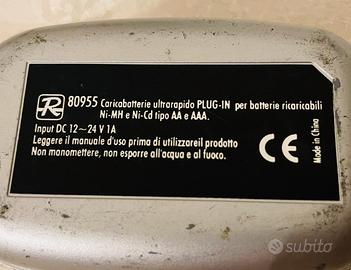 R 80955 Caricabatterie ultrarapido PLUG-IN per batterie ricaricabili
Ni-MH e Ni-Cd tipo AA e AAA.
Input DC 12~24 V 1A
Leggere il manuale d'uso prima di utilizzareil prodotto
Non manomettere, non esporre all'acqua e al fuoco.
CE
Made in China
subito